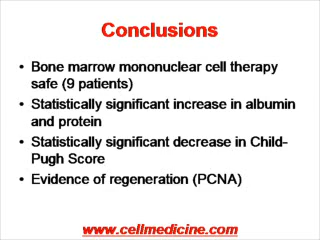 Conclusions
• Bone marrow mononuclear cell therapy
safe (9 patients)
• Statistically significant increase in albumin
and protein
• Statistically significant decrease in Child-
Pugh Score
• Evidence of regeneration (PCNA)
www.cellmedicine.com